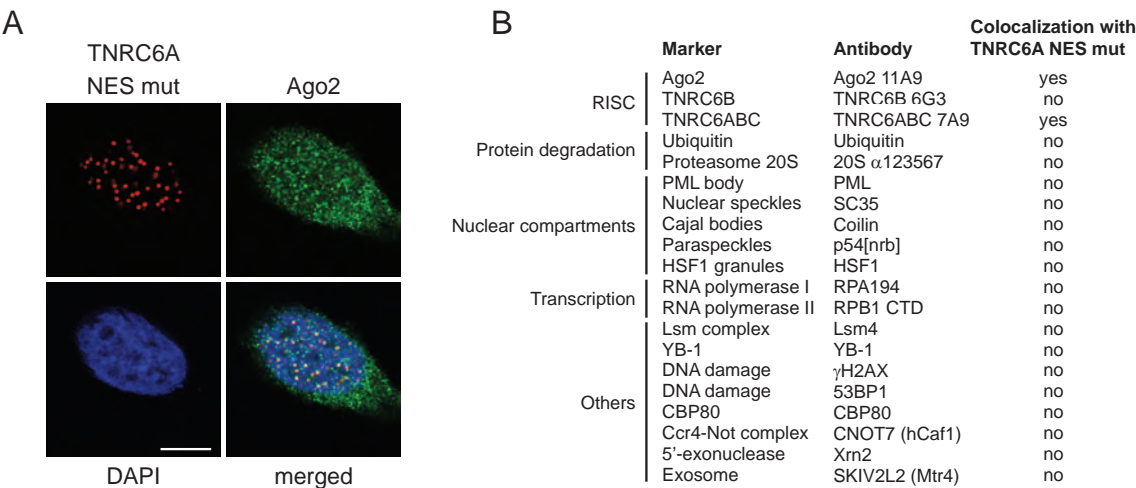 A
TNRC6A
NES mut
Ago2
DAPI
merged
B
Marker Antibody Colocalization with TNRC6A NES mut
RISC
Ago2 Ago2 11A9 yes
TNRC6B TNRC6B 6G3 no
TNRC6ABC TNRC6ABC 7A9 yes
Protein degradation
Ubiquitin Ubiquitin no
Proteasome 20S 20S α123567 no
Nuclear compartments
PML body PML no
Nuclear speckles SC35 no
Cajal bodies Coilin no
Paraspeckles p54[nrb] no
HSF1 granules HSF1 no
Transcription
RNA polymerase I RPA194 no
RNA polymerase II RPB1 CTD no
Others
Lsm complex Lsm4 no
YB-1 YB-1 no
DNA damage γH2AX no
DNA damage 53BP1 no
CBP80 CBP80 no
Ccr4-Not complex CNOT7 (hCaf1) no
5'-exonuclease Xrn2 no
Exosome SKIV2L2 (Mtr4) no